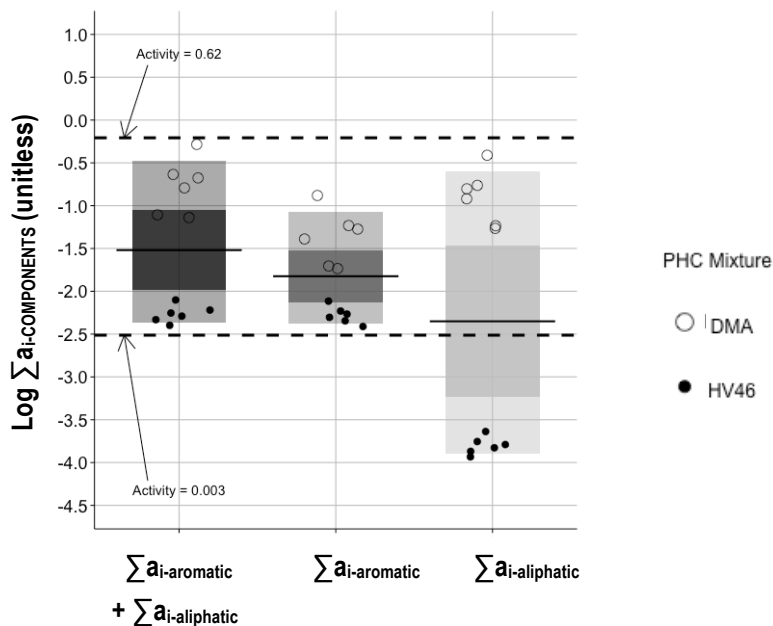 1.0
Activity = 0.62
0.5
0.0
-0.5
-1.0
-1.5
-2.0
-2.5
-3.0
-3.5
-4.0
Activity = 0.003
-4.5
Log ∑ai-COMPONENTS (unitless)
PHC Mixture
DMA
HV46
∑ai-aromatic
+ ∑ai-aliphatic
∑ai-aromatic
∑ai-aliphatic